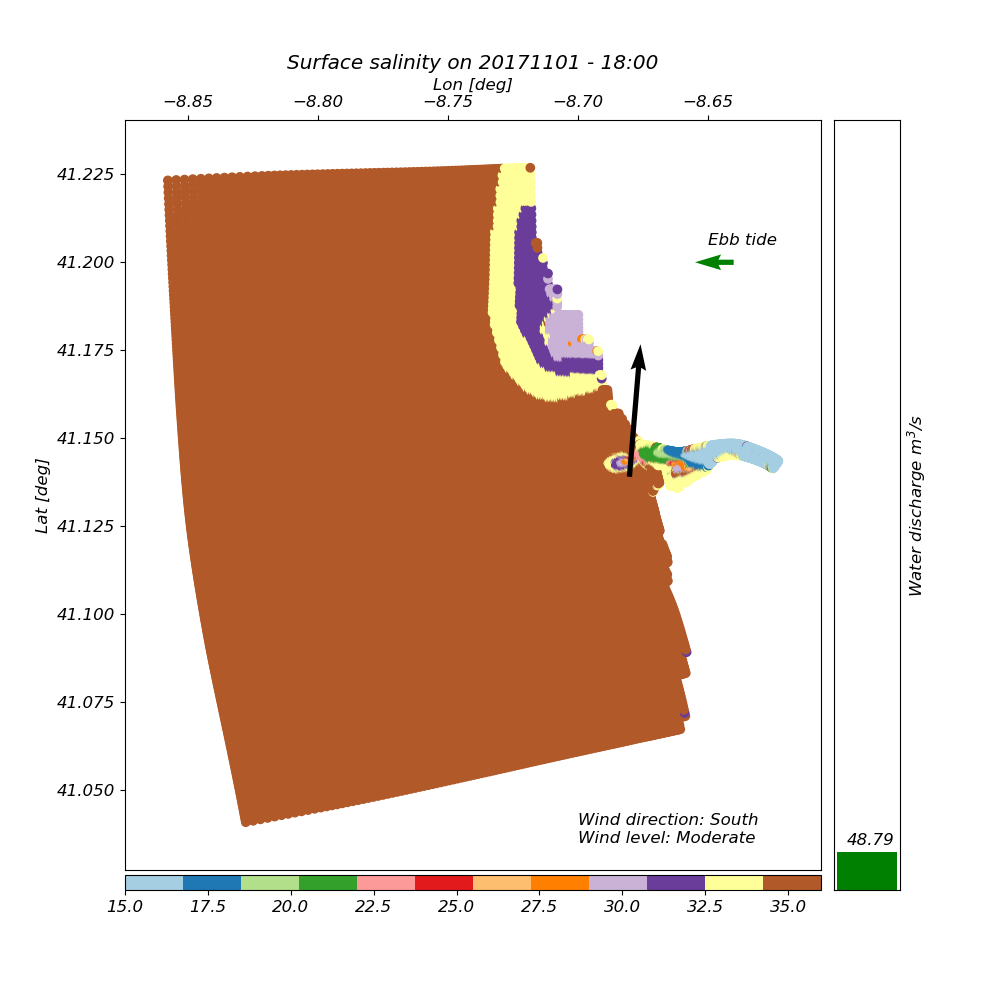 Surface salinity on 20171101 - 18:00
Lon [deg]
−8.85 −8.80 −8.75 −8.70 −8.65
41.225
41.200
41.175
41.150
41.125
41.100
41.075
41.050
Lat [deg]
Ebb tide
Wind direction: South
Wind level: Moderate
15.0 17.5 20.0 22.5 25.0 27.5 30.0 32.5 35.0
48.79
Water discharge m³/s